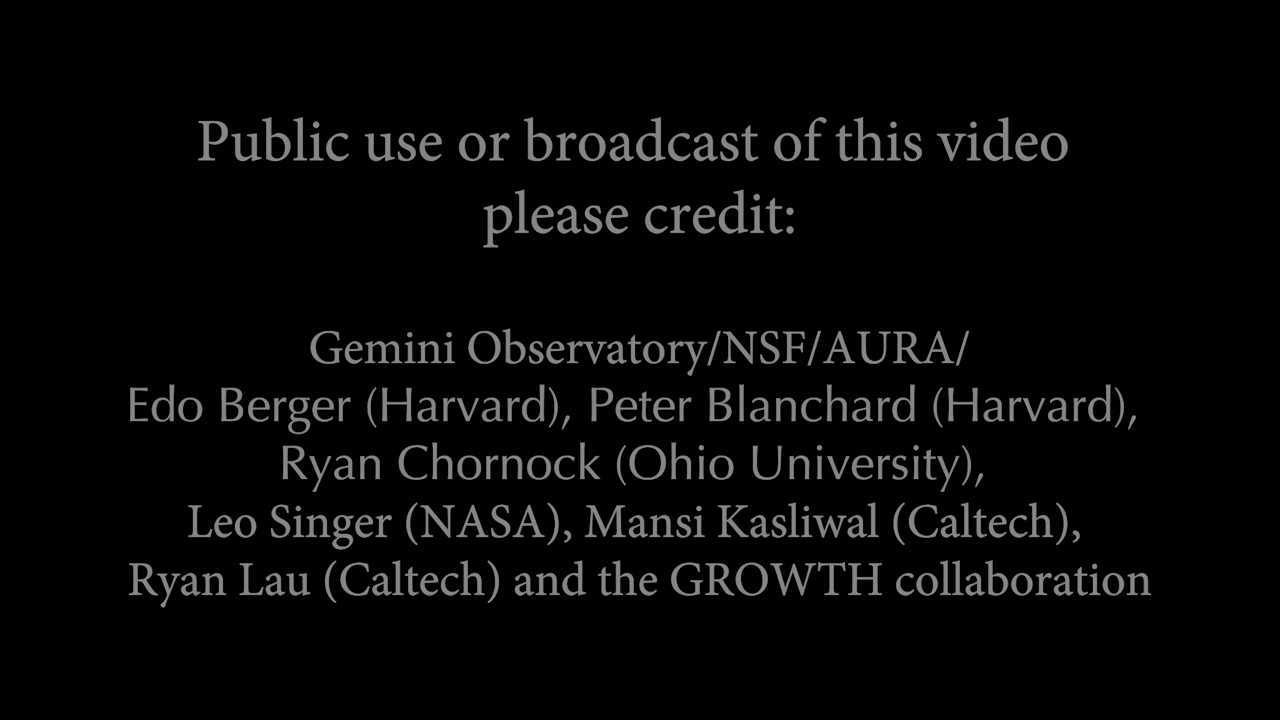 Public use or broadcast of this video
please credit:
Gemini Observatory/NSF/AURA/
Edo Berger (Harvard), Peter Blanchard (Harvard),
Ryan Chornock (Ohio University),
Leo Singer (NASA), Mansi Kasliwal (Caltech),
Ryan Lau (Caltech) and the GROWTH collaboration